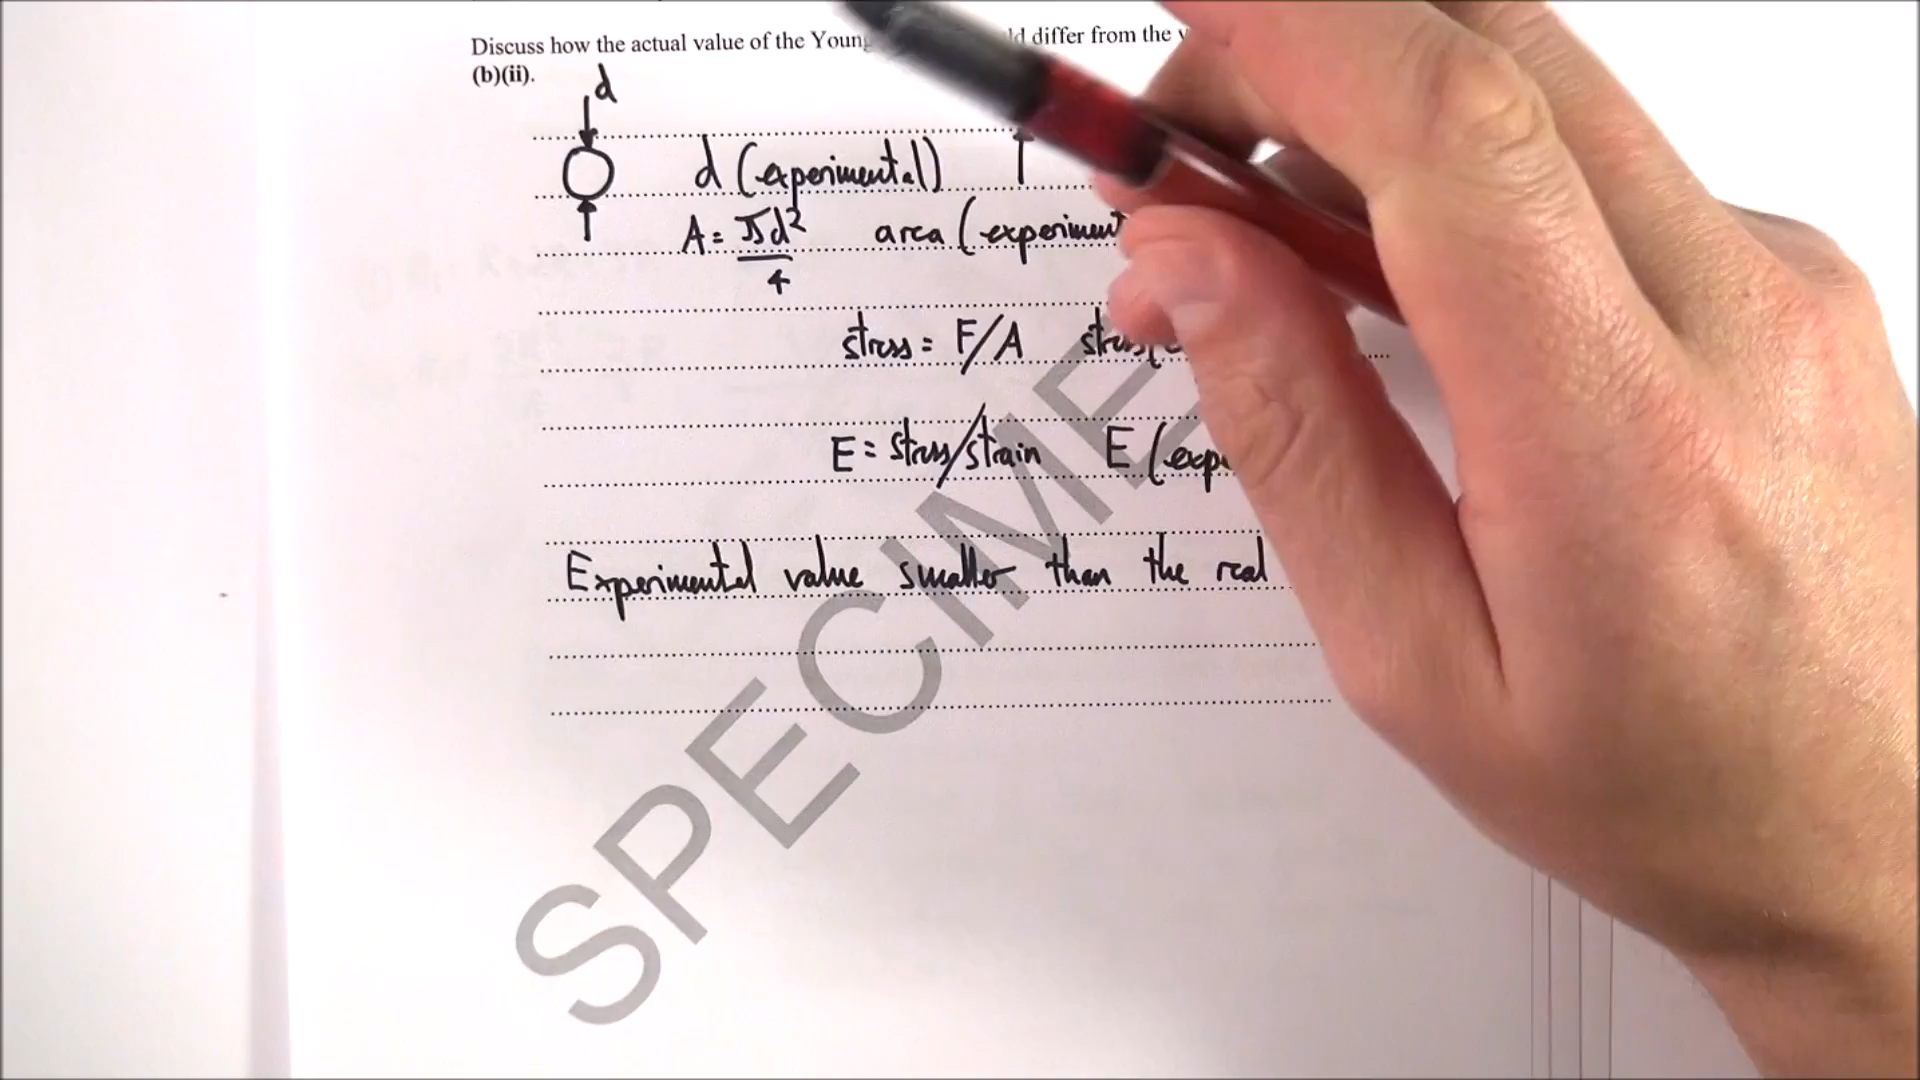 Discuss how the actual value of the Young differ from the
(b)(ii).
d
d (experimental) ↑
A = πd²/4 area (experiment
stress = F/A
E = stress/strain E (exp
Experimental value smaller than the real
SPECIME